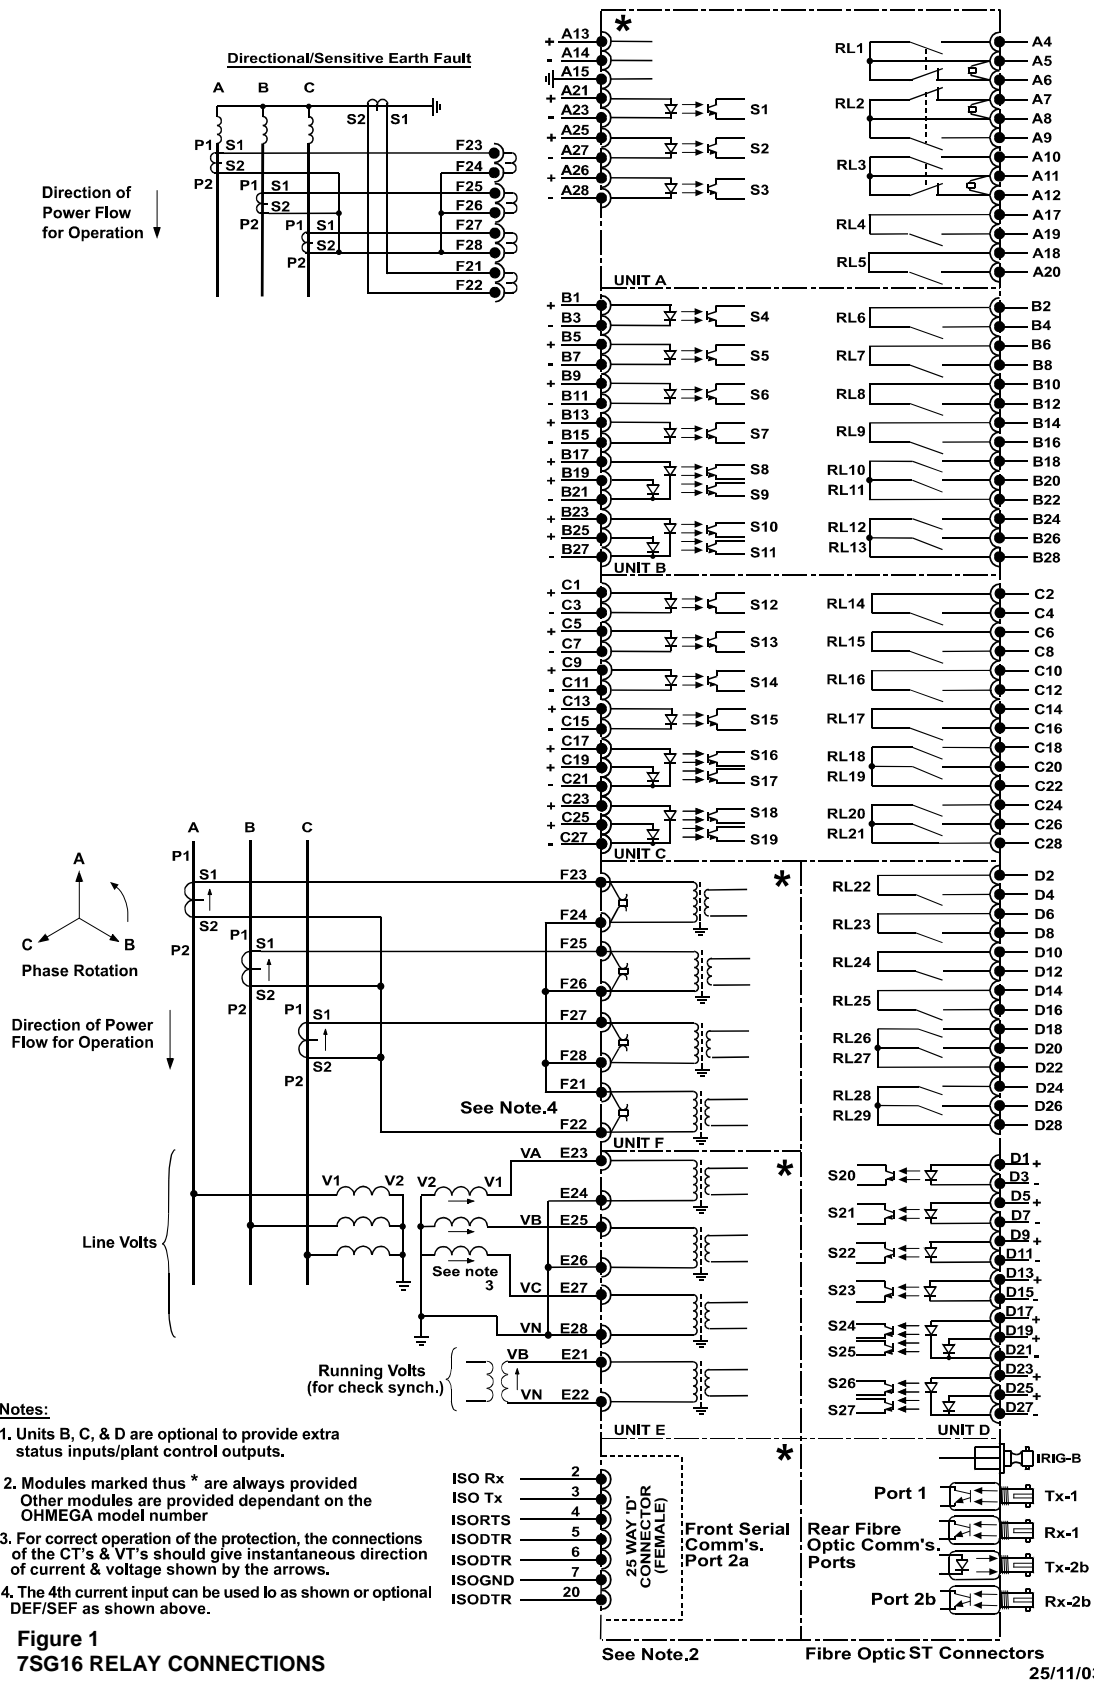 Directional/Sensitive Earth Fault
A B C
S2 S1
P1 S1 F23
S2 F24
P2 P1 S1 F25
S2 F26
P2 P1 S1 F27
S2 F28
P2 F21
F22
Direction of
Power Flow
for Operation
*
+ A13
- A14
A15
+ A21
- A23
S1
+ A25
- A27
S2
+ A26
- A28
S3
UNIT A
RL1
A4
A5
A6
RL2
A7
A8
A9
RL3
A10
A11
A12
RL4
A17
A19
RL5
A18
A20
+ B1
- B3
S4
+ B5
- B7
S5
+ B9
- B11
S6
+ B13
- B15
S7
+ B17
+ B19
- B21
S8
S9
+ B23
+ B25
- B27
S10
S11
UNIT B
RL6
B2
B4
RL7
B6
B8
RL8
B10
B12
RL9
B14
B16
RL10
RL11
B18
B20
B22
RL12
RL13
B24
B26
B28
+ C1
- C3
S12
+ C5
- C7
S13
+ C9
- C11
S14
+ C13
- C15
S15
+ C17
+ C19
- C21
S16
S17
+ C23
+ C25
- C27
S18
S19
UNIT C
RL14
C2
C4
RL15
C6
C8
RL16
C10
C12
RL17
C14
C16
RL18
RL19
C18
C20
C22
RL20
RL21
C24
C26
C28
A
C B
Phase Rotation
Direction of Power
Flow for Operation
A B C
P1 S1
S2
P2
P1 S1
S2
P2
P1 S1
S2
P2
F23
F24
F25
F26
F27
F28
F21
F22
See Note.4
*
UNIT F
RL22
D2
D4
RL23
D6
D8
RL24
D10
D12
RL25
D14
D16
RL26
RL27
D18
D20
D22
RL28
RL29
D24
D26
D28
Line Volts
V1 V2 V2 V1
See note
3
VA E23
E24
VB E25
E26
VC E27
VN E28
Running Volts
(for check synch.)
VB E21
VN E22
*
UNIT E
S20
D1 +
D3 -
S21
D5 +
D7 -
S22
D9 +
D11 -
S23
D13 +
D15 -
S24
S25
D17 +
D19 +
D21 -
S26
S27
D23 +
D25 +
D27 -
UNIT D
Notes:
1. Units B, C, & D are optional to provide extra
status inputs/plant control outputs.
2. Modules marked thus * are always provided
Other modules are provided dependant on the
OHMEGA model number
3. For correct operation of the protection, the connections
of the CT's & VT's should give instantaneous direction
of current & voltage shown by the arrows.
4. The 4th current input can be used Io as shown or optional
DEF/SEF as shown above.
ISO Rx 2
ISO Tx 3
ISORTS 4
ISODTR 5
ISODTR 6
ISOGND 7
ISODTR 20
25 WAY 'D'
CONNECTOR
(FEMALE)
Front Serial
Comm's.
Port 2a
*
Rear Fibre
Optic Comm's.
Ports
IRIG-B
Port 1
Tx-1
Rx-1
Tx-2b
Port 2b
Rx-2b
See Note.2
Fibre Optic ST Connectors
Figure 1
7SG16 RELAY CONNECTIONS